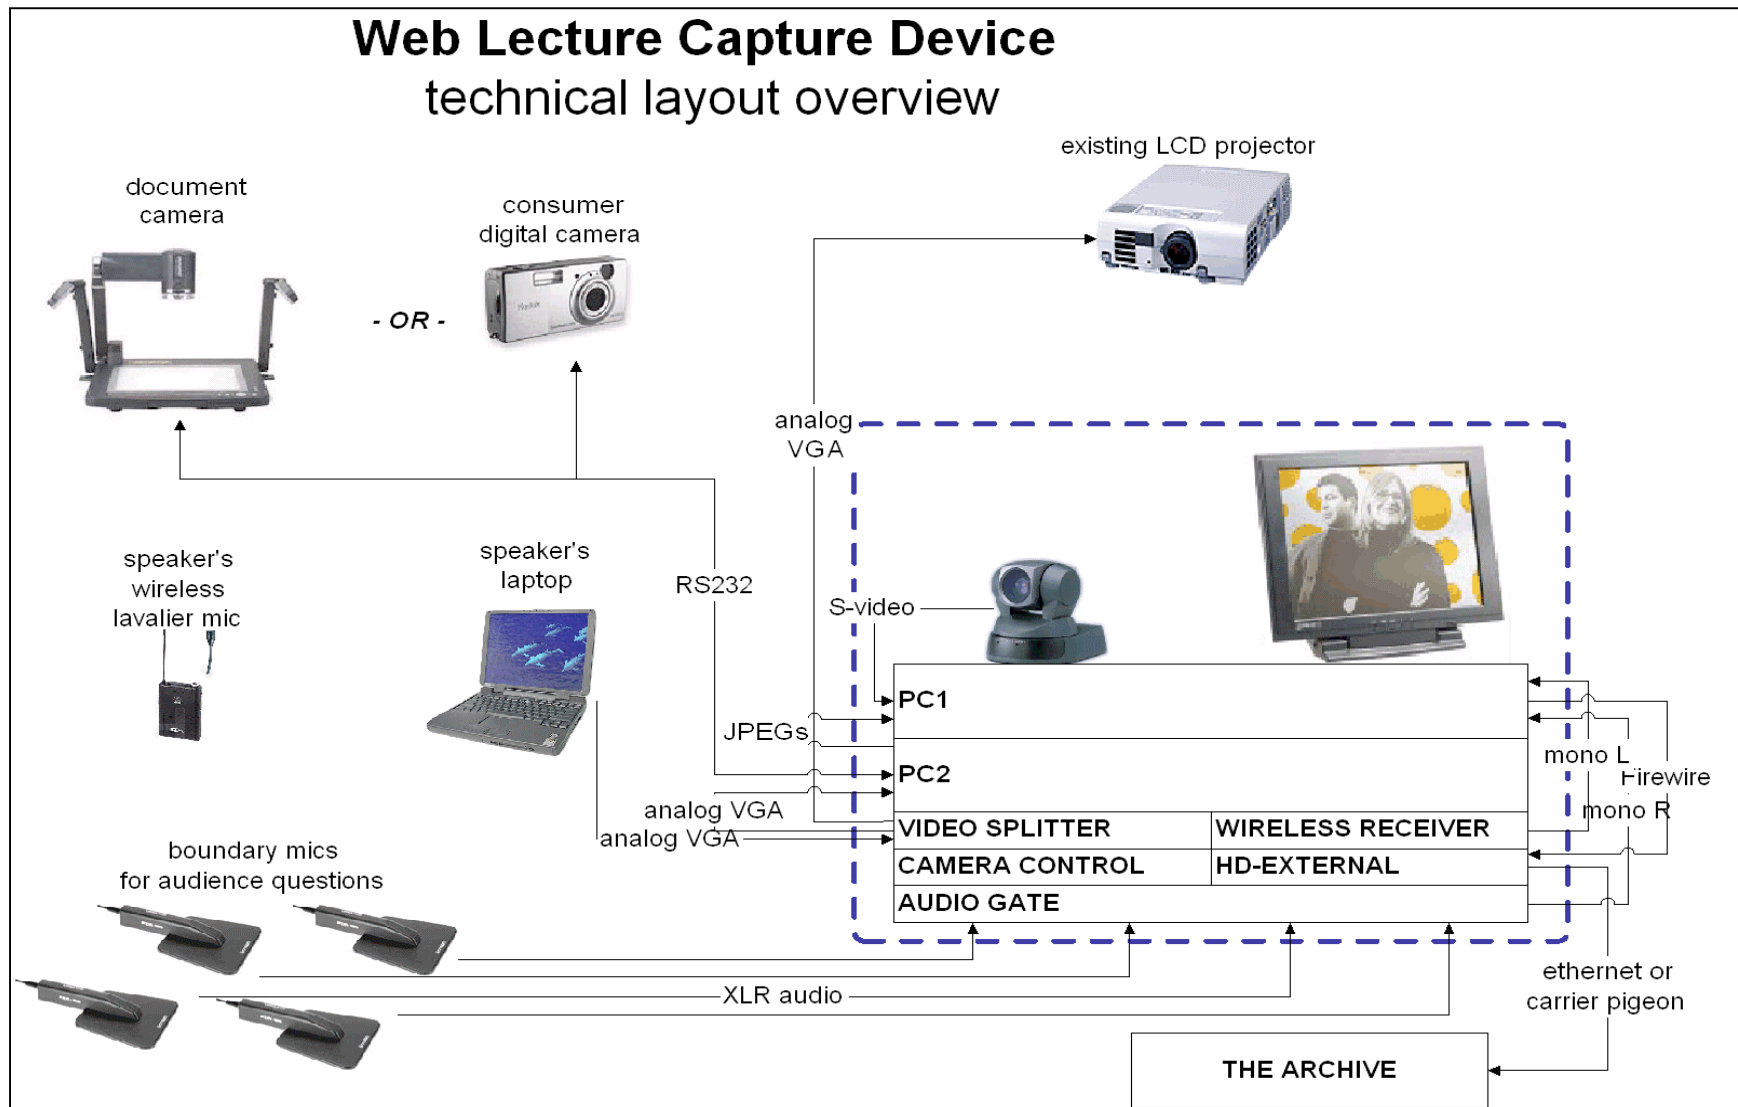 Web Lecture Capture Device
technical layout overview
existing LCD projector
document
camera
consumer
digital camera
- OR -
analog
VGA
speaker's
wireless
lavalier mic
speaker's
laptop
RS232
S-video
PC1
JPEGs
PC2
mono L
Firewire
mono R
analog VGA
analog VGA
VIDEO SPLITTER
WIRELESS RECEIVER
CAMERA CONTROL
HD-EXTERNAL
AUDIO GATE
boundary mics
for audience questions
XLR audio
ethernet or
carrier pigeon
THE ARCHIVE